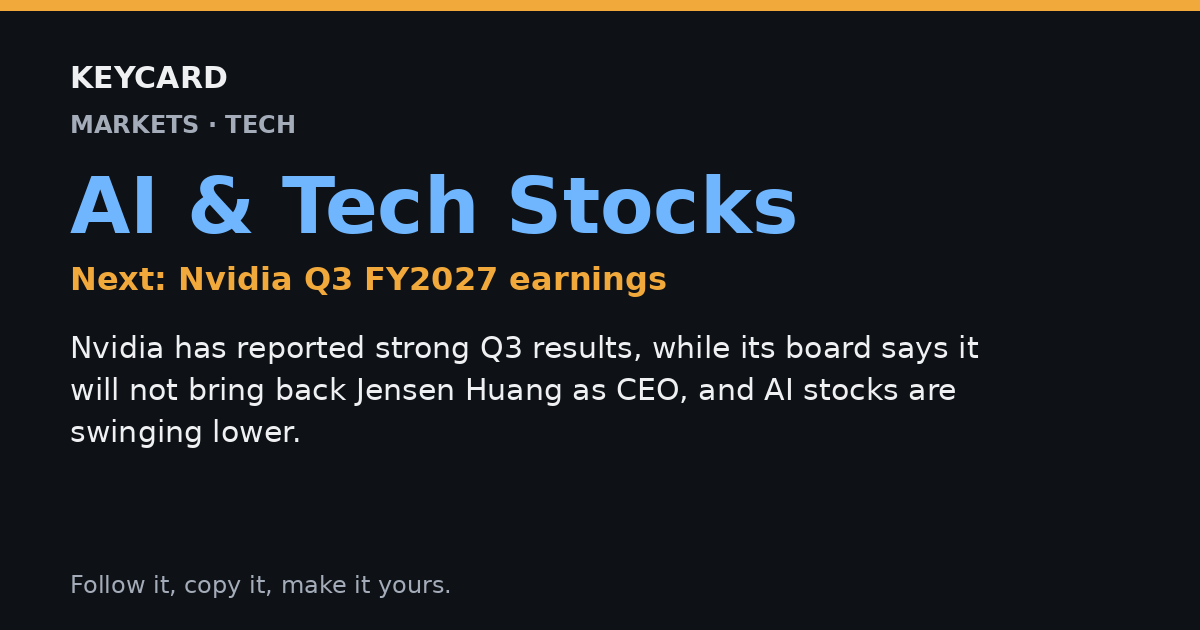 KEYCARD
MARKETS · TECH
AI & Tech Stocks
Next: Nvidia Q3 FY2027 earnings
Nvidia has reported strong Q3 results, while its board says it
will not bring back Jensen Huang as CEO, and AI stocks are
swinging lower.
Follow it, copy it, make it yours.